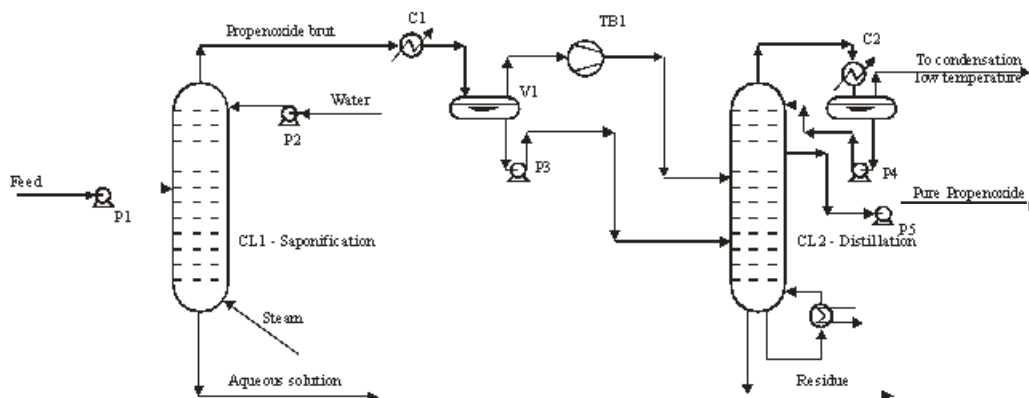 C1
TB1
C2
Propenoxide brut
To condensation
low temperature
V1
Water
P2
P3
P4
Feed
P1
Pure Propenoxide
P5
CL1 - Saponification
CL2 - Distillation
Steam
Aqueous solution
Residue